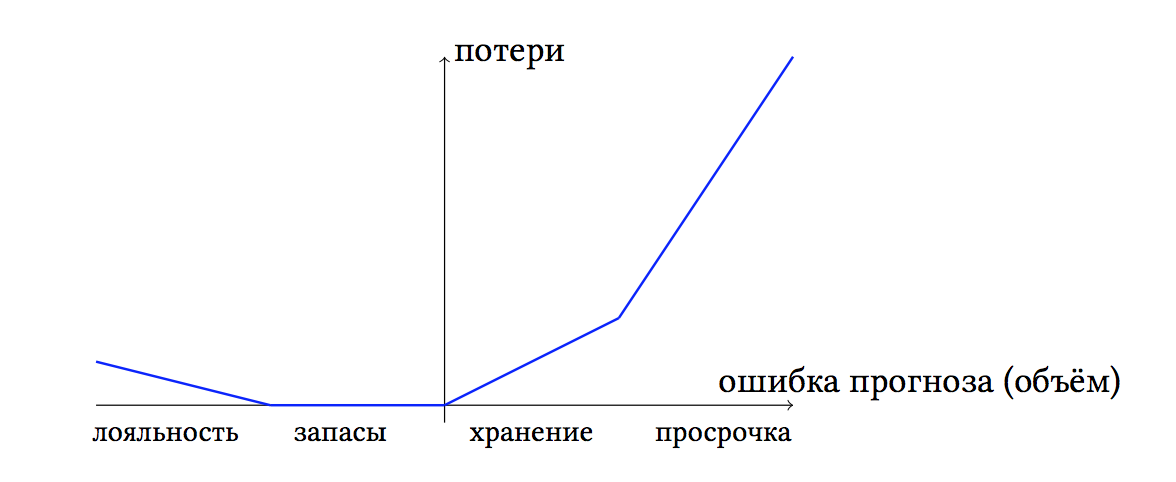 потери
ошибка прогноза (объём)
лояльность запасы хранение просрочка